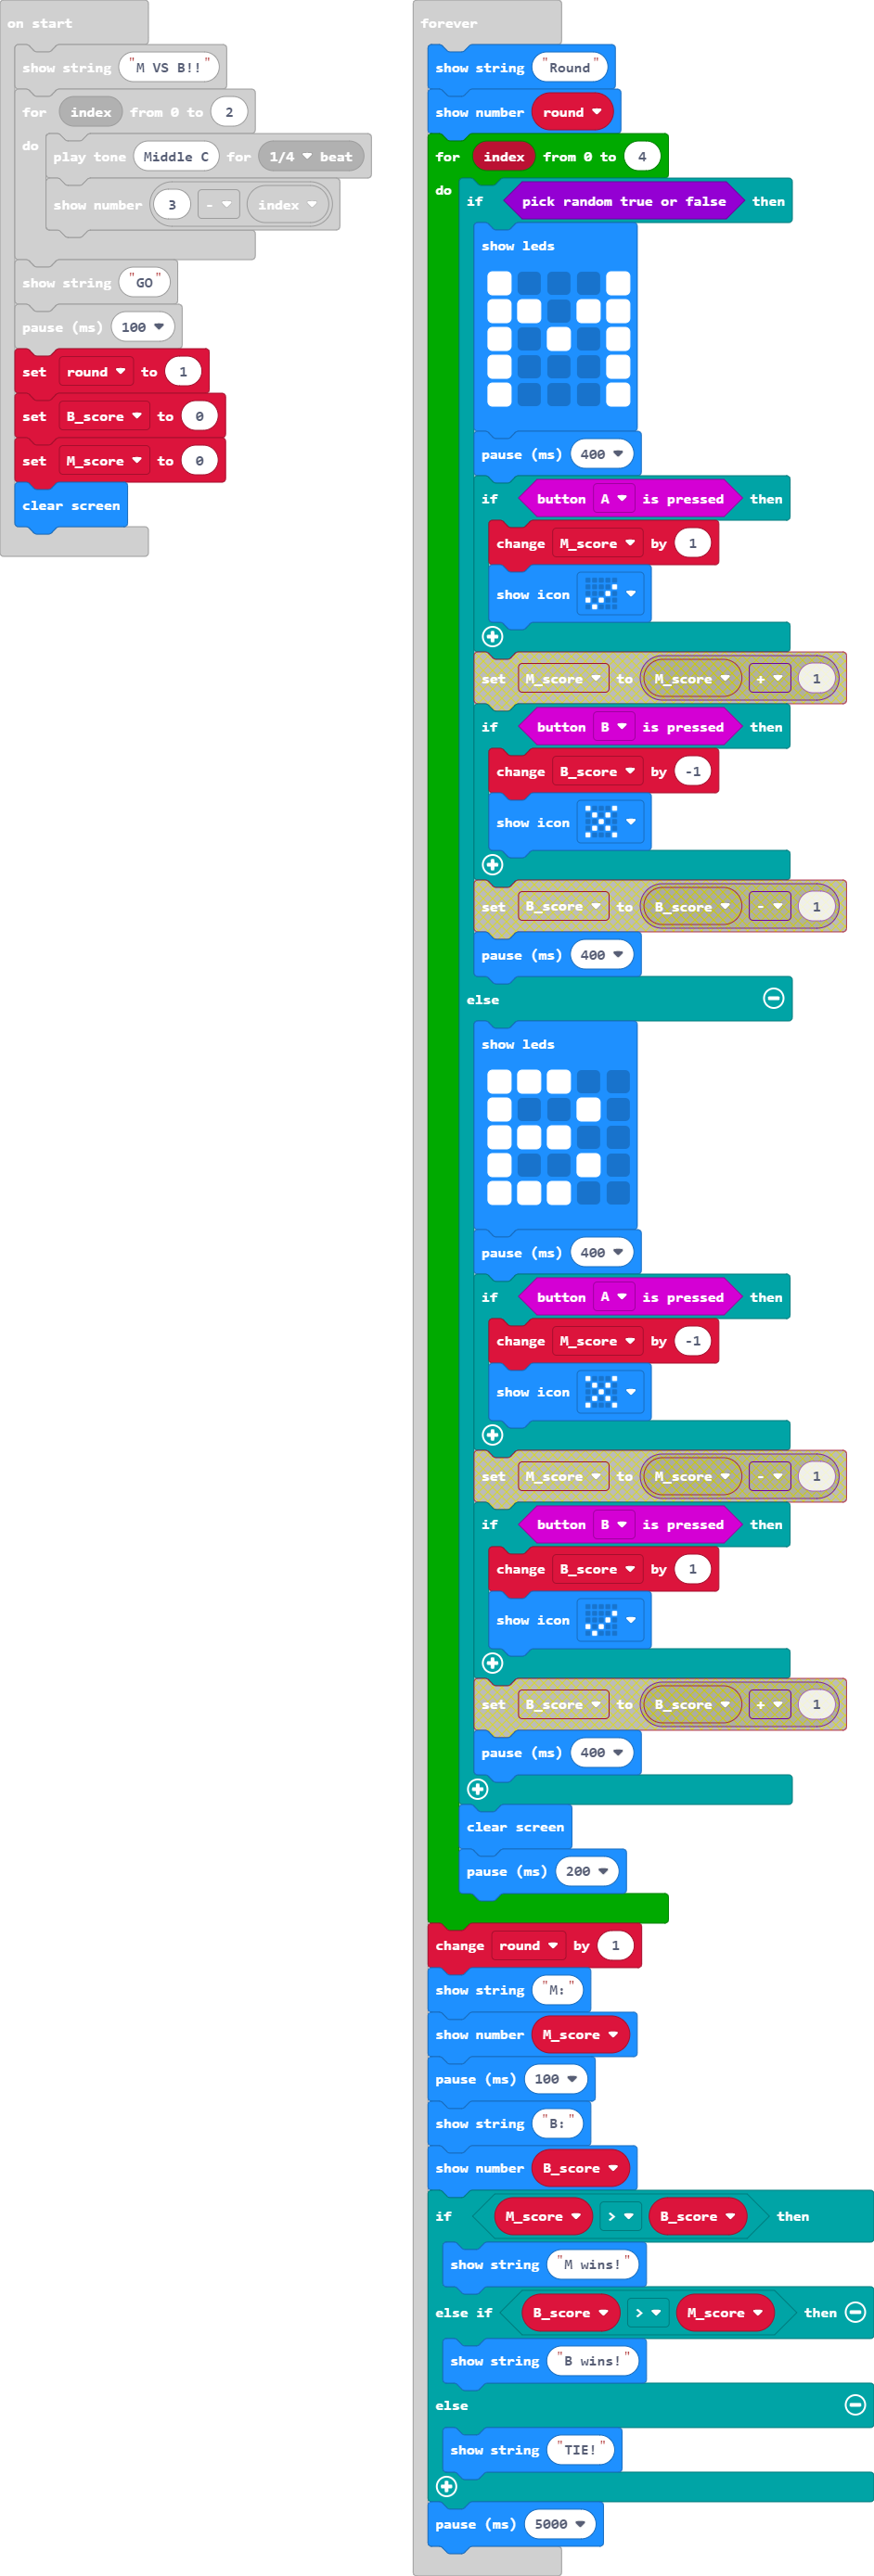 on start
show string "M VS B!!"
for index from 0 to 2
do
play tone Middle C for 1/4 beat
show number 3 - index
show string "GO"
pause (ms) 100
set round to 1
set B_score to 0
set M_score to 0
clear screen
forever
show string "Round"
show number round
for index from 0 to 4
do
if pick random true or false then
show leds
pause (ms) 400
if button A is pressed then
change M_score by 1
show icon
set M_score to M_score + 1
if button B is pressed then
change B_score by -1
show icon
set B_score to B_score - 1
pause (ms) 400
else
show leds
pause (ms) 400
if button A is pressed then
change M_score by -1
show icon
set M_score to M_score - 1
if button B is pressed then
change B_score by 1
show icon
set B_score to B_score + 1
pause (ms) 400
clear screen
pause (ms) 200
change round by 1
show string "M:"
show number M_score
pause (ms) 100
show string "B:"
show number B_score
if M_score > B_score then
show string "M wins!"
else if B_score > M_score then
show string "B wins!"
else
show string "TIE!"
pause (ms) 5000